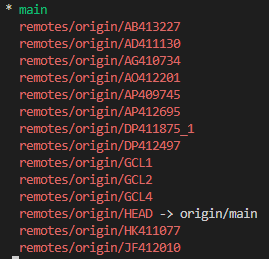 * main
remotes/origin/AB413227
remotes/origin/AD411130
remotes/origin/AG410734
remotes/origin/AO412201
remotes/origin/AP409745
remotes/origin/AP412695
remotes/origin/DP411875_1
remotes/origin/DP412497
remotes/origin/GCL1
remotes/origin/GCL2
remotes/origin/GCL4
remotes/origin/HEAD -> origin/main
remotes/origin/HK411077
remotes/origin/JF412010